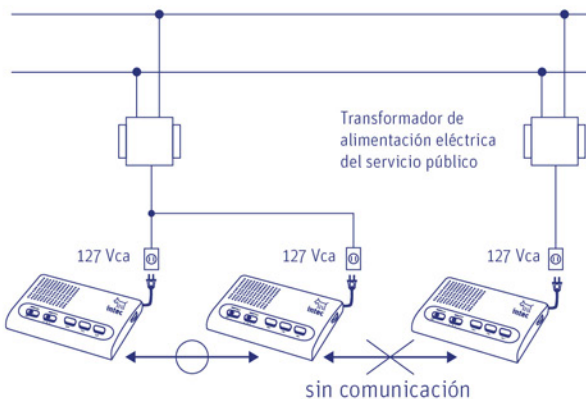 Transformador de
alimentación eléctrica
del servicio público
127 Vca
127 Vca
127 Vca
intec
intec
intec
sin comunicación